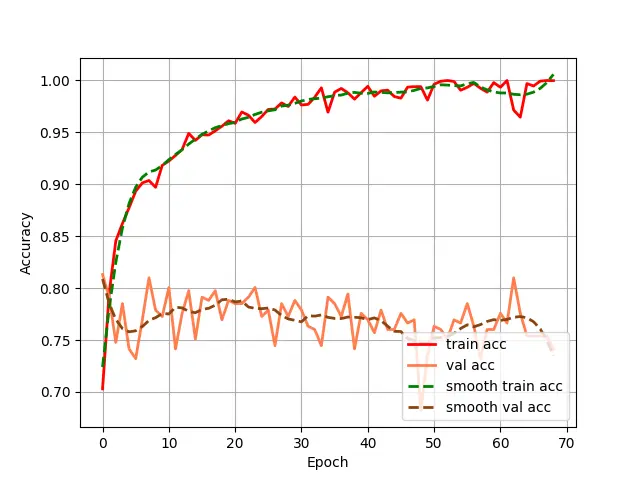 1.00
0.95
0.90
0.85
0.80
0.75
0.70
Accuracy
train acc
val acc
smooth train acc
smooth val acc
0 10 20 30 40 50 60 70
Epoch